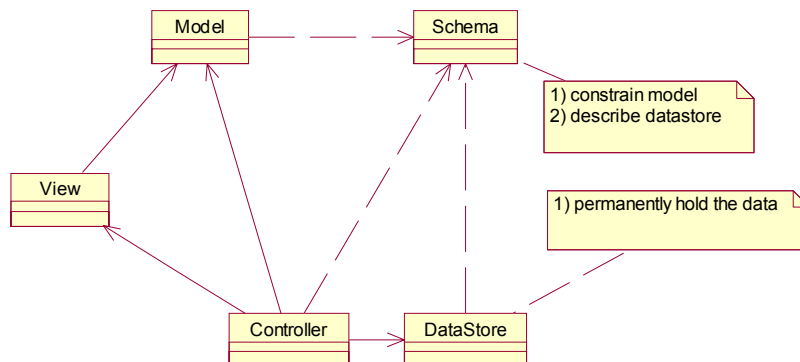 Model
Schema
1) constrain model
2) describe datastore
View
1) permanently hold the data
Controller
DataStore